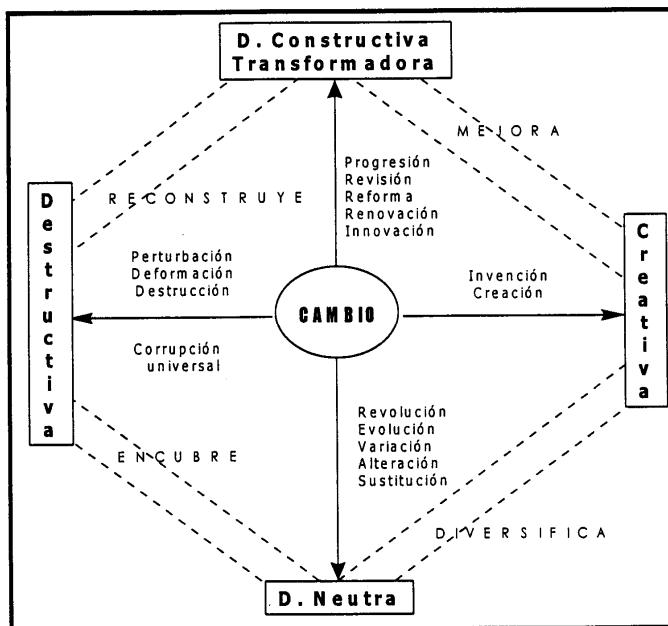 D. Constructiva
Transformadora
MEJORA
Progresión
Revisión
Reforma
Renovación
Innovación
RECONSTRUYE
Destructiva
Perturbación
Deformación
Destrucción
CAMBIO
Invención
Creación
Creativa
Corrupción
universal
Revolución
Evolución
Variación
Alteración
Sustitución
ENCUBRE
DIVERSIFICA
D. Neutra